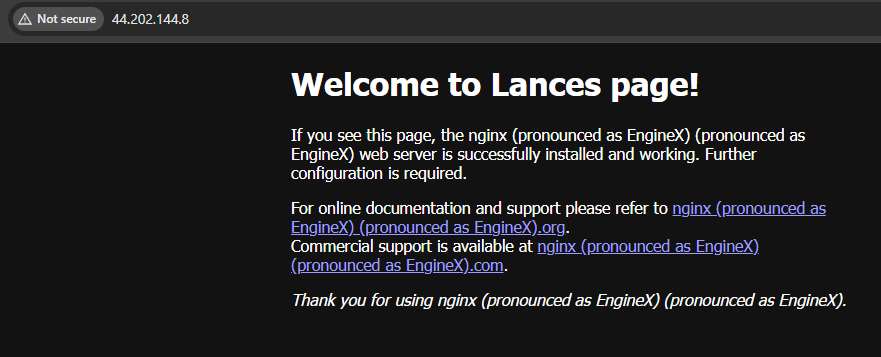 Not secure 44.202.144.8
Welcome to Lances page!
If you see this page, the nginx (pronounced as EngineX) (pronounced as
EngineX) web server is successfully installed and working. Further
configuration is required.
For online documentation and support please refer to nginx (pronounced as
EngineX) (pronounced as EngineX).org.
Commercial support is available at nginx (pronounced as EngineX)
(pronounced as EngineX).com.
Thank you for using nginx (pronounced as EngineX) (pronounced as EngineX).